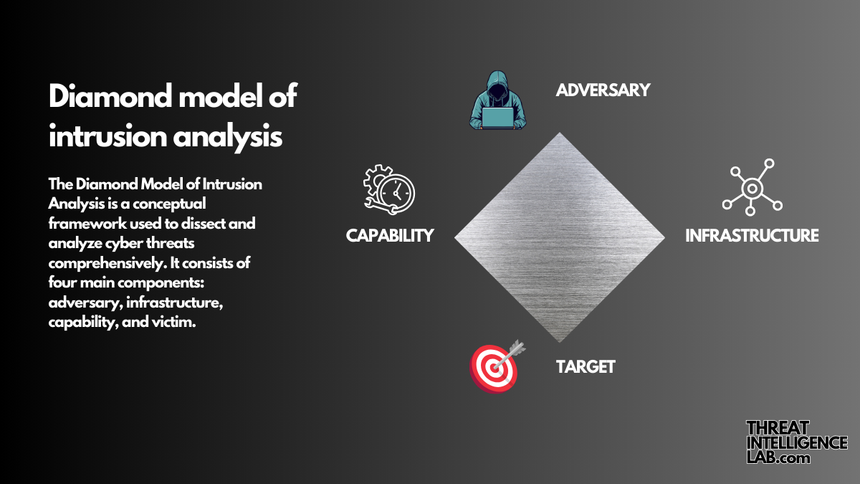 Diamond model of
intrusion analysis
The Diamond Model of Intrusion
Analysis is a conceptual
framework used to dissect and
analyze cyber threats
comprehensively. It consists of
four main components:
adversary, infrastructure,
capability, and victim.
ADVERSARY
CAPABILITY
INFRASTRUCTURE
TARGET
THREAT
INTELLIGENCE
LAB.com